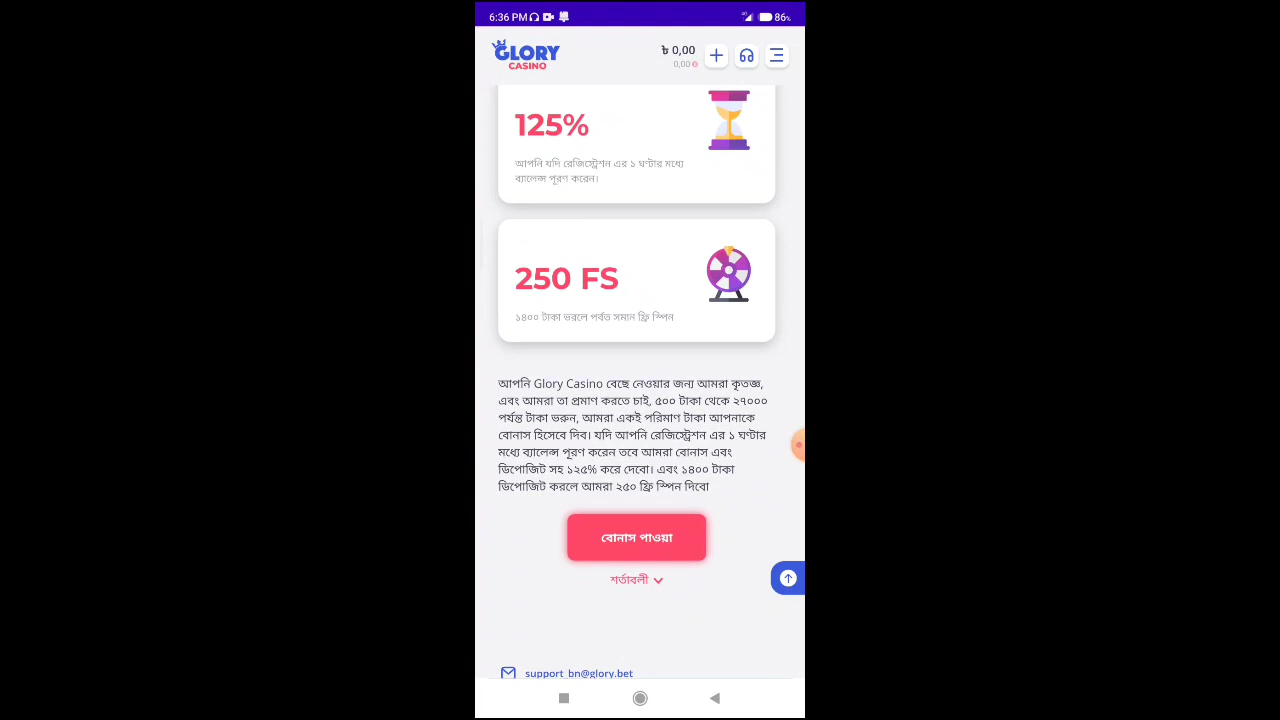 6:36 PM
86%
GLORY
CASINO
৳ 0,00
0,00
125%
আপনি যদি রেজিস্ট্রেশন এর ১ ঘণ্টার মধ্যে
ব্যালেন্স পূরণ করেন।
250 FS
১৪০০ টাকা ভরলে পর্বত সমান ফ্রি স্পিন
আপনি Glory Casino বেছে নেওয়ার জন্য আমরা কৃতজ্ঞ,
এবং আমরা তা প্রমাণ করতে চাই, ৫০০ টাকা থেকে ২৭০০০
পর্যন্ত টাকা ভরুন, আমরা একই পরিমাণ টাকা আপনাকে
বোনাস হিসেবে দিব। যদি আপনি রেজিস্ট্রেশন এর ১ ঘণ্টার
মধ্যে ব্যালেন্স পূরণ করেন তবে আমরা বোনাস এবং
ডিপোজিট সহ ১২৫% করে দেবো। এবং ১৪০০ টাকা
ডিপোজিট করলে আমরা ২৫০ ফ্রি স্পিন দিবো
বোনাস পাওয়া
শর্তাবলী
support_bn@glory.bet